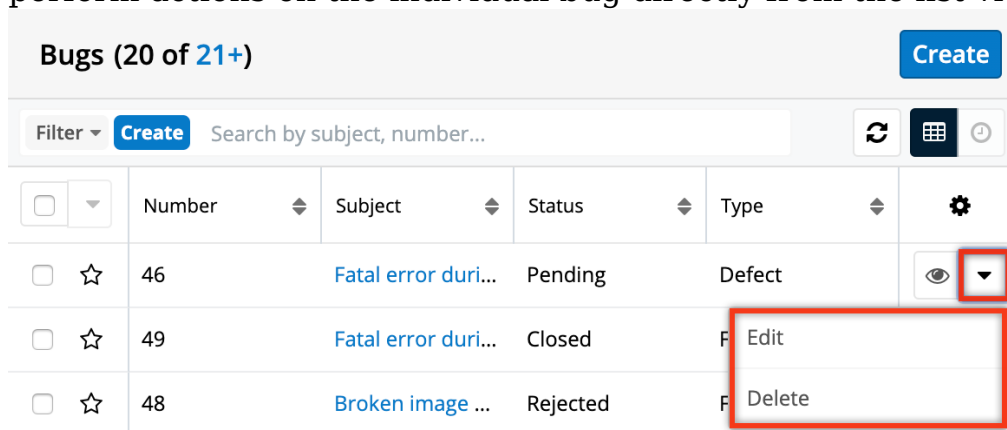 Bugs (20 of 21+)
Create
Filter Create Search by subject, number...
Number Subject Status Type
46 Fatal error duri... Pending Defect
49 Fatal error duri... Closed F
Edit
48 Broken image ... Rejected F
Delete